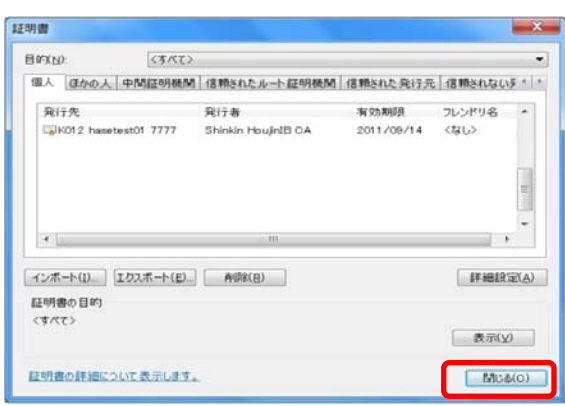 証明書
目的(N): <すべて>
個人 ほかの人 中間証明機関 信頼されたルート証明機関 信頼された発行元 信頼されない
発行先 発行者 有効期限 フレンドリ名
K012 hasetest01 7777 Shinkin HoujinIB CA 2011/09/14 <なし>
インポート(I)... エクスポート(E)... 削除(R) 詳細設定(A)
証明書の目的
<すべて>
表示(V)
証明書の詳細について表示します。
閉じる(C)